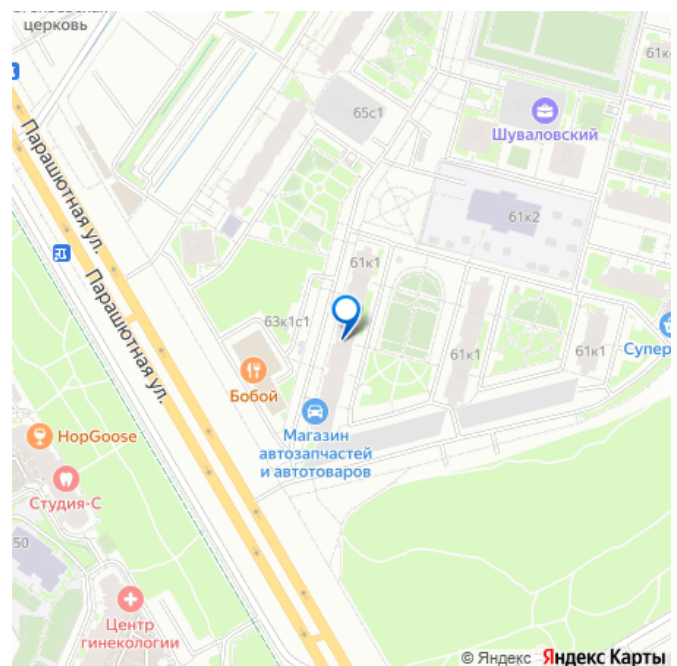 церковь
61к4
65с1
Шуваловский
Парашютная ул.
61к2
61к1
Парашютная ул.
63к1с1
Супер
61к1
61к1
Бобой
HopGoose
Магазин
автозапчастей
и автотоваров
Студия-С
50
Центр
гинекологии
© Яндекс Яндекс Карты